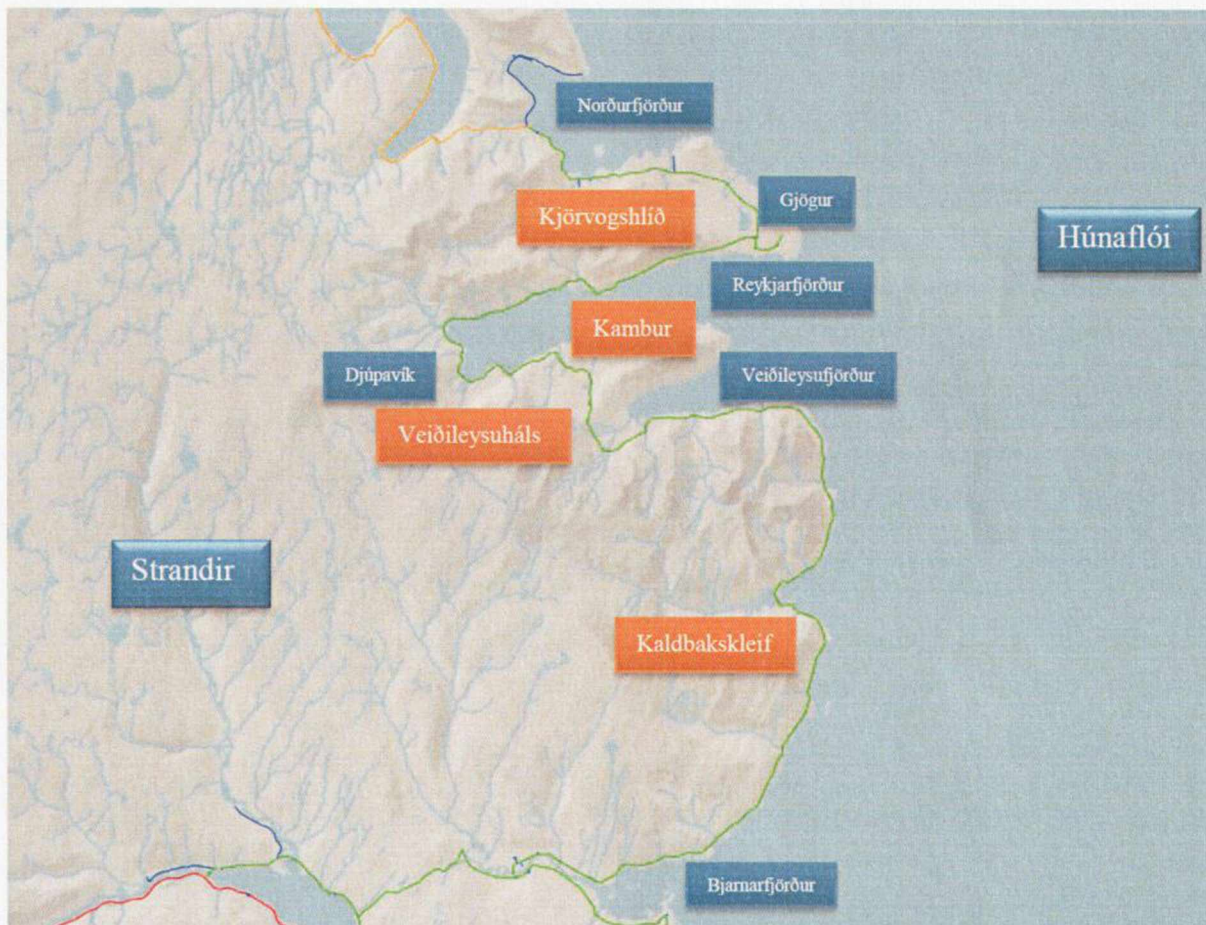 Norðurfjörður
Kjörvogshlíð
Gjögur
Húnaflói
Reykjarfjörður
Kambur
Djúpavík
Veiðileysufjörður
Veiðileysuháls
Strandir
Kaldbakskleif
Bjarnarfjörður